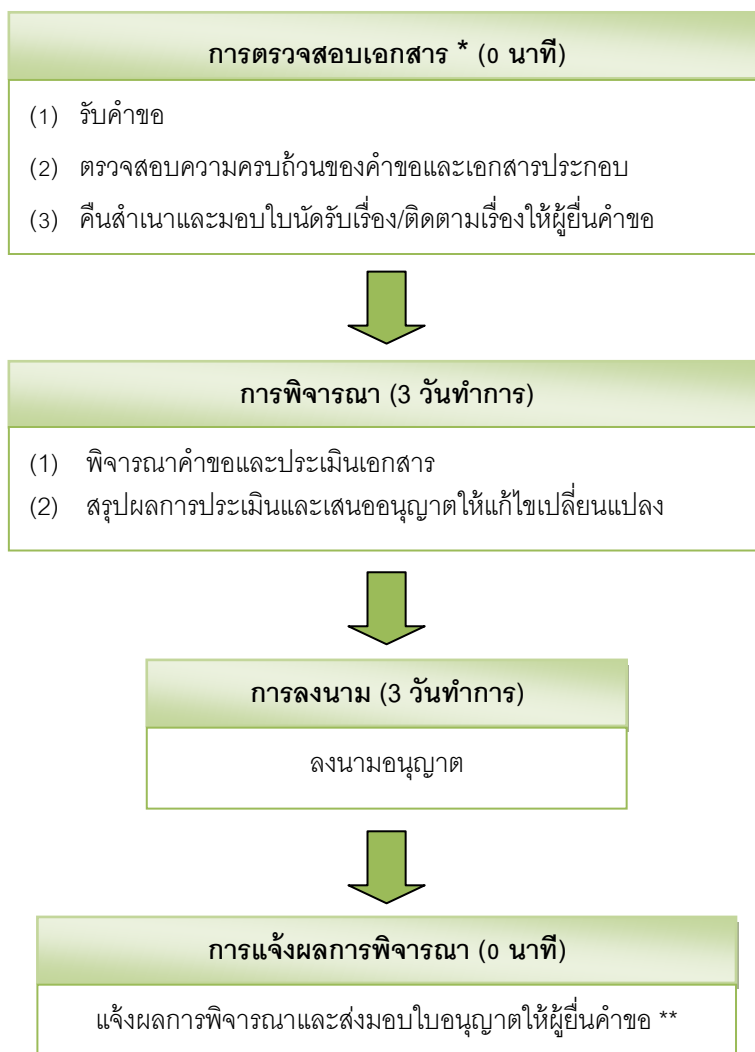 การตรวจสอบเอกสาร * (0 นาที)
(1) รับคำขอ
(2) ตรวจสอบความครบถ้วนของคำขอและเอกสารประกอบ
(3) คืนสำเนาและมอบใบนัดรับเรื่อง/ติดตามเรื่องให้ผู้ยื่นคำขอ
การพิจารณา (3 วันทำการ)
(1) พิจารณาคำขอและประเมินเอกสาร
(2) สรุปผลการประเมินและเสนออนุญาตให้แก้ไขเปลี่ยนแปลง
การลงนาม (3 วันทำการ)
ลงนามอนุญาต
การแจ้งผลการพิจารณา (0 นาที)
แจ้งผลการพิจารณาและส่งมอบใบอนุญาตให้ผู้ยื่นคำขอ **